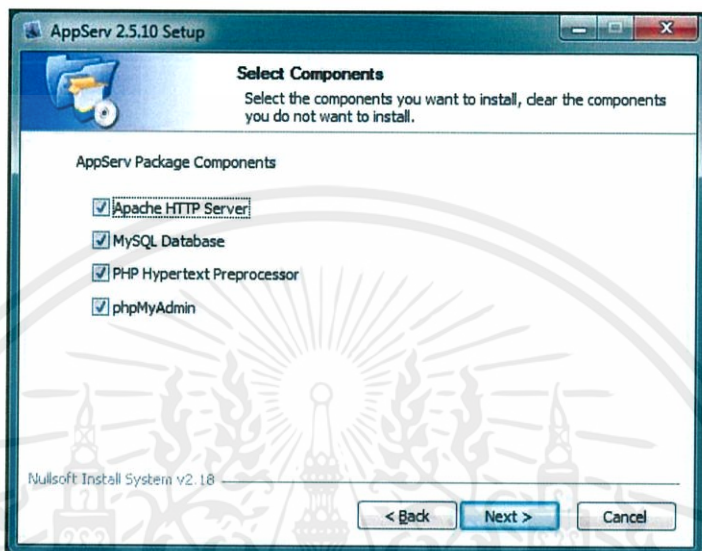 AppServ 2.5.10 Setup
Select Components
Select the components you want to install, clear the components
you do not want to install.
AppServ Package Components
Apache HTTP Server
MySQL Database
PHP Hypertext Preprocessor
phpMyAdmin
Nullsoft Install System v2.18
< Back
Next >
Cancel